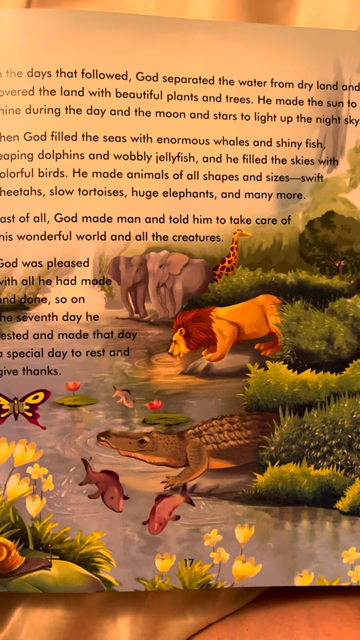 the days that followed, God separated the water from dry land and
overed the land with beautiful plants and trees. He made the sun to
hine during the day and the moon and stars to light up the night sky
hen God filled the seas with enormous whales and shiny fish,
eaping dolphins and wobbly jellyfish, and he filled the skies with
olorful birds. He made animals of all shapes and sizes—swift
heetahs, slow tortoises, huge elephants, and many more.
ast of all, God made man and told him to take care of
his wonderful world and all the creatures.
God was pleased
with all he had made
and done, so on
the seventh day he
ested and made that day
a special day to rest and
give thanks.
17